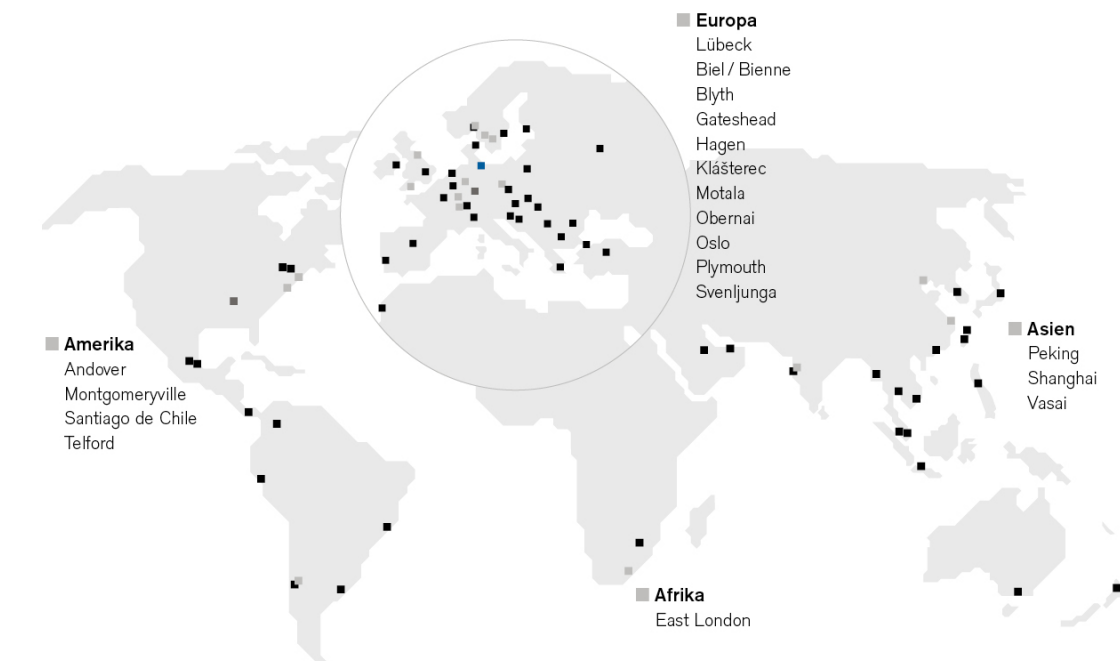 Europa
Lübeck
Biel / Bienne
Blyth
Gateshead
Hagen
Klášterec
Motala
Obernai
Oslo
Plymouth
Svenljunga
Amerika
Andover
Montgomeryville
Santiago de Chile
Telford
Asien
Peking
Shanghai
Vasai
Afrika
East London